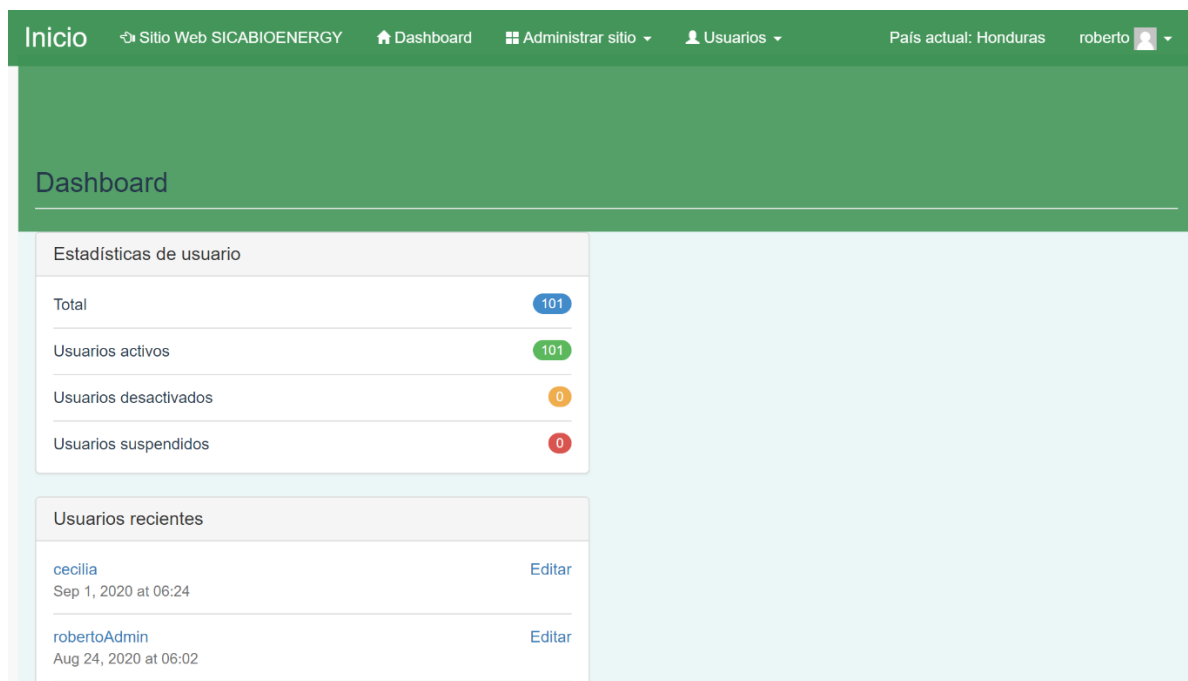 Inicio Sitio Web SICABIOENERGY Dashboard Administrar sitio Usuarios País actual: Honduras roberto
Dashboard
Estadísticas de usuario
Total 101
Usuarios activos 101
Usuarios desactivados 0
Usuarios suspendidos 0
Usuarios recientes
cecilia Editar
Sep 1, 2020 at 06:24
robertoAdmin Editar
Aug 24, 2020 at 06:02